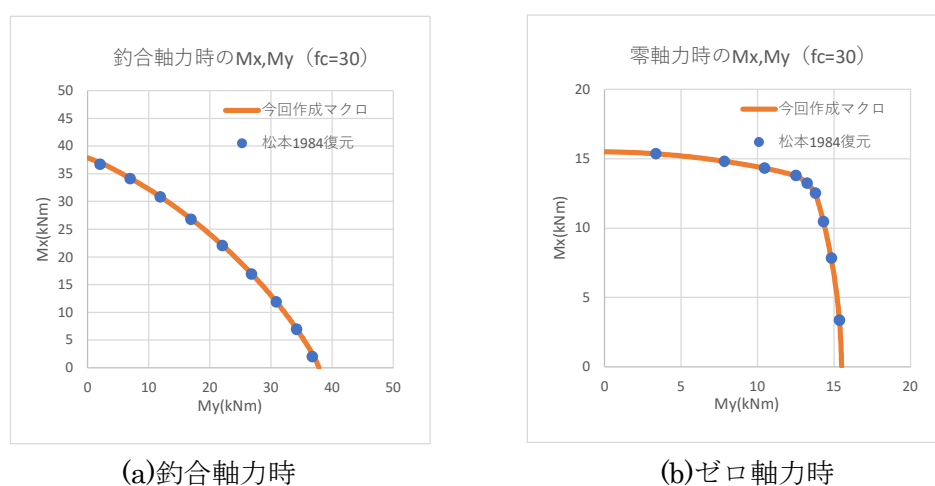 釣合軸力時のMx,My（fc=30）
50
45
40
35
30
25
20
15
10
5
0
Mx(kNm)
今回作成マクロ
松本1984復元
0 10 20 30 40 50
My(kNm)
(a)釣合軸力時
零軸力時のMx,My（fc=30）
20
15
10
5
0
Mx(kNm)
今回作成マクロ
松本1984復元
0 5 10 15 20
My(kNm)
(b)ゼロ軸力時